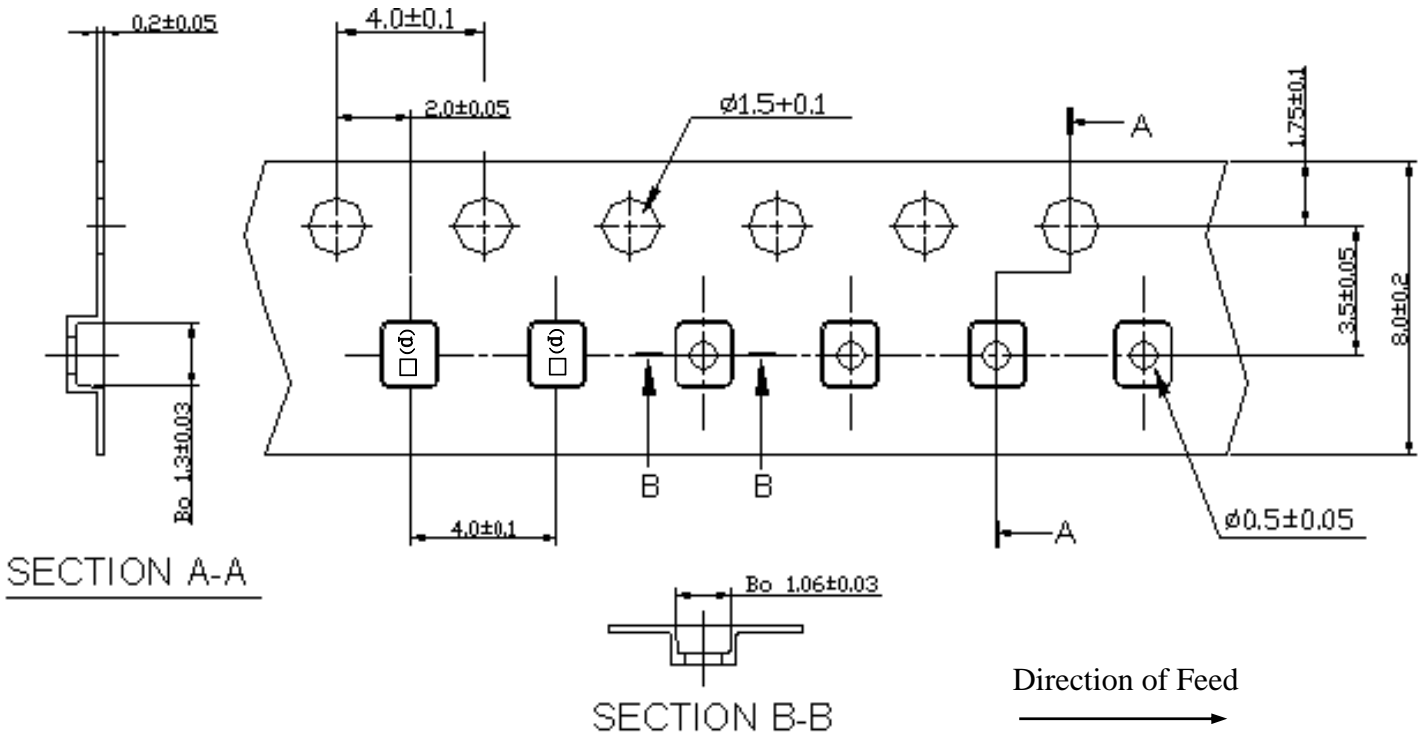 0.2±0.05
4.0±0.1
2.0±0.05
ø1.5+0.1
A
1.75±0.1
3.5±0.05
8.0±0.2
□(d)
□(d)
Bo 1.3±0.03
B
B
4.0±0.1
A
ø0.5±0.05
SECTION A-A
Bo 1.06±0.03
SECTION B-B
Direction of Feed